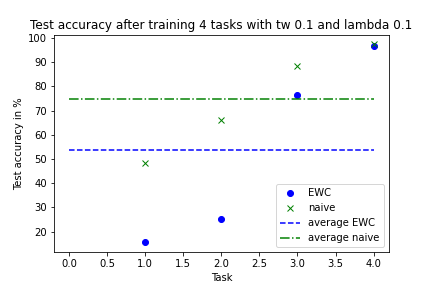 Test accuracy after training 4 tasks with tw 0.1 and lambda 0.1
Test accuracy in %
100
90
80
70
60
50
40
30
20
EWC
naive
average EWC
average naive
0.0 0.5 1.0 1.5 2.0 2.5 3.0 3.5 4.0
Task